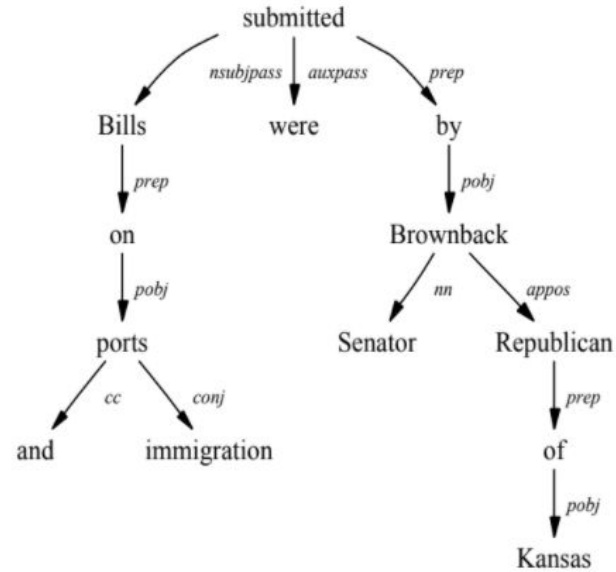 submitted
nsubjpass auxpass prep
Bills were by
prep pobj
on Brownback
pobj nn appos
ports Senator Republican
cc conj prep
and immigration of
pobj
Kansas